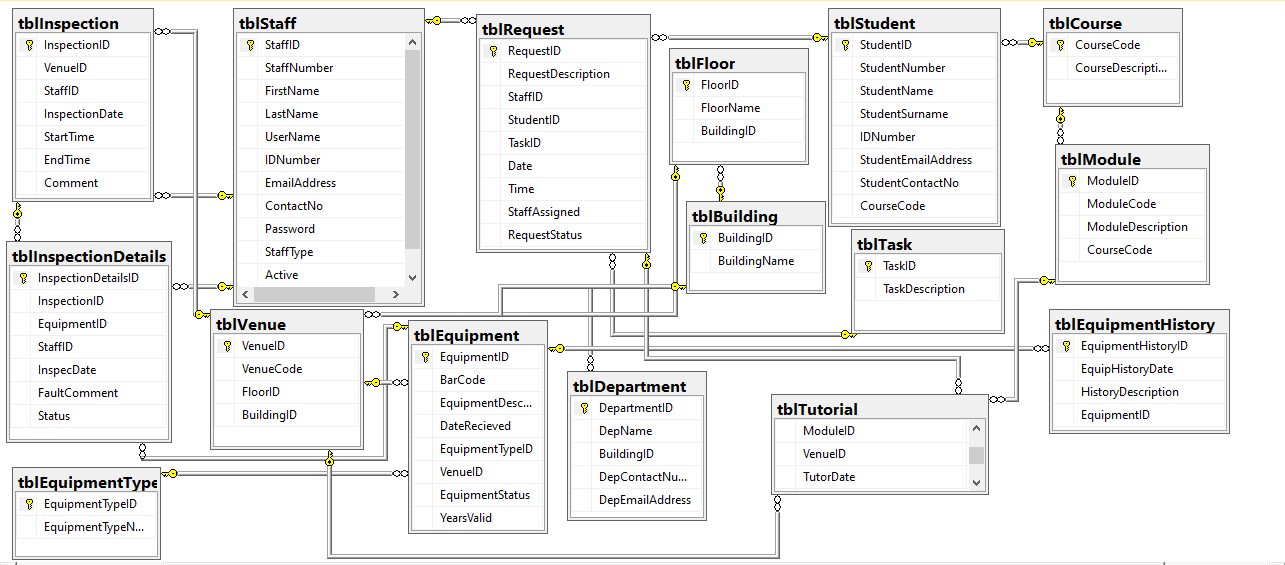 tblInspection
InspectionID
VenueID
StaffID
InspectionDate
StartTime
EndTime
Comment
tblStaff
StaffID
StaffNumber
FirstName
LastName
UserName
IDNumber
EmailAddress
ContactNo
Password
StaffType
Active
tblRequest
RequestID
RequestDescription
StaffID
StudentID
TaskID
Date
Time
StaffAssigned
RequestStatus
tblFloor
FloorID
FloorName
BuildingID
tblStudent
StudentID
StudentNumber
StudentName
StudentSurname
IDNumber
StudentEmailAddress
StudentContactNo
CourseCode
tblCourse
CourseCode
CourseDescripti...
tblModule
ModuleID
ModuleCode
ModuleDescription
CourseCode
tblBuilding
BuildingID
BuildingName
tblTask
TaskID
TaskDescription
tblInspectionDetails
InspectionDetailsID
InspectionID
EquipmentID
StaffID
InspecDate
FaultComment
Status
tblVenue
VenueID
VenueCode
FloorID
BuildingID
tblEquipment
EquipmentID
BarCode
EquipmentDesc...
DateRecieved
EquipmentTypeID
VenueID
EquipmentStatus
YearsValid
tblDepartment
DepartmentID
DepName
BuildingID
DepContactNu...
DepEmailAddress
tblEquipmentHistory
EquipmentHistoryID
EquipHistoryDate
HistoryDescription
EquipmentID
tblTutorial
ModuleID
VenueID
TutorDate
tblEquipmentType
EquipmentTypeID
EquipmentTypeN...